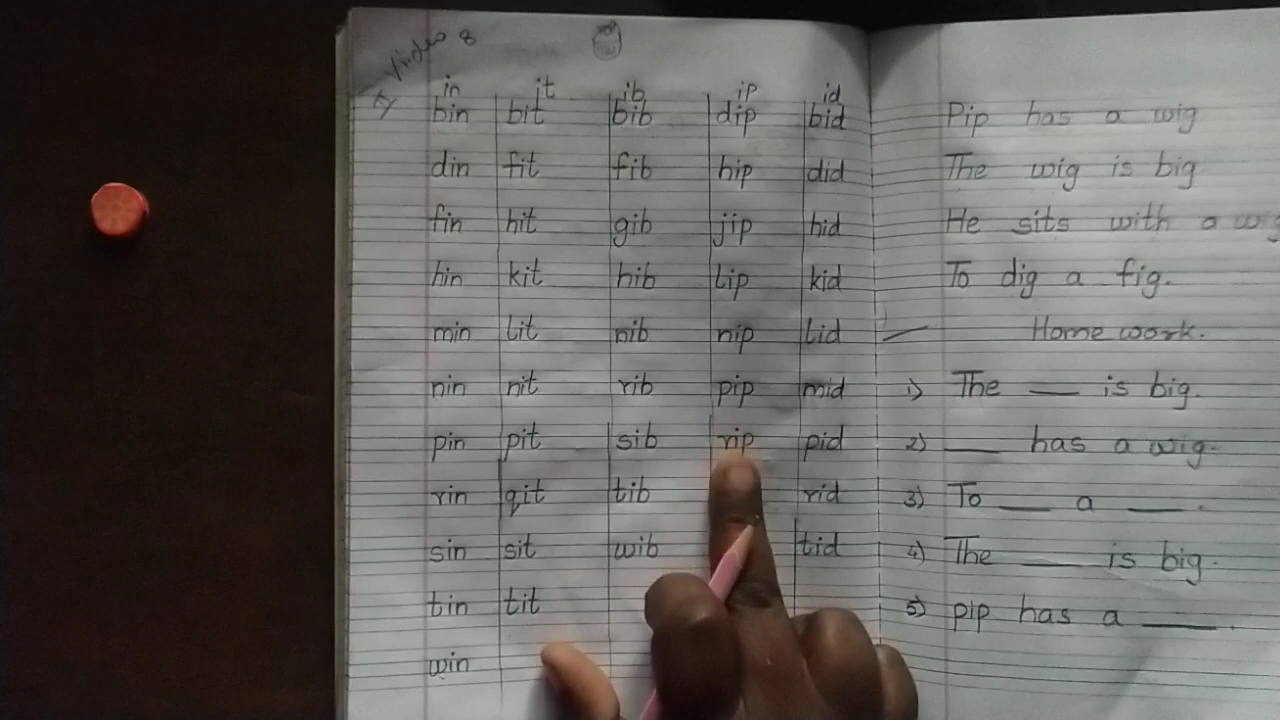 Video 8
in it ib ip id
bin bit bib dip bid
din fit fib hip did
fin hit gib jip hid
hin kit hib lip kid
min lit nib nip lid
nin nit rib pip mid
pin pit sib rip pid
rin qit tib rid
sin sit wib tid
tin tit
win
Pip has a wig
The wig is big
He sits with a
To dig a fig.
Home work.
1) The ___ is big.
2) ___ has a wig.
3) To ___ a ___.
4) The ___ is big.
5) pip has a ___.